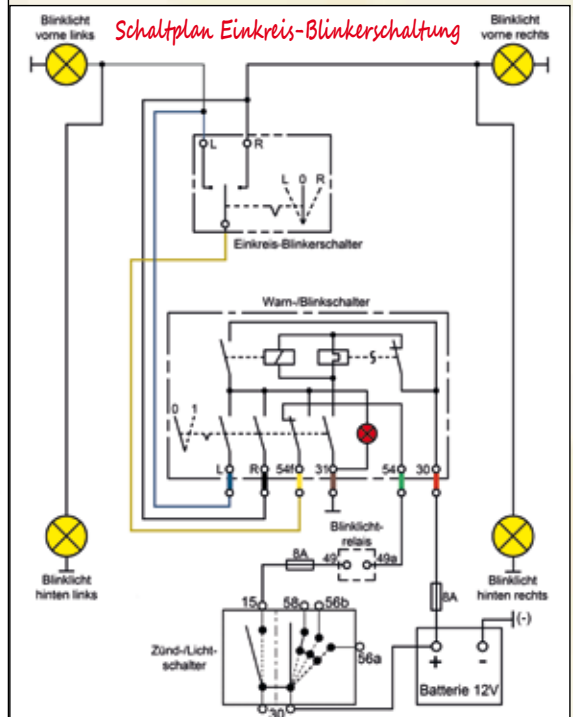 Schaltplan Einkreis-Blinkerschaltung
Blinklicht
vorne links
Blinklicht
vorne rechts
L
R
L 0 R
Einkreis-Blinkerschalter
Warn-/Blinkschalter
0 1
L R 54f 31 54 30
Blinklicht-
relais
8A
49
49a
8A
Blinklicht
hinten links
Blinklicht
hinten rechts
(-)
15 58 56b
56a
Zünd-/Licht-
schalter
30
+ -
Batterie 12V